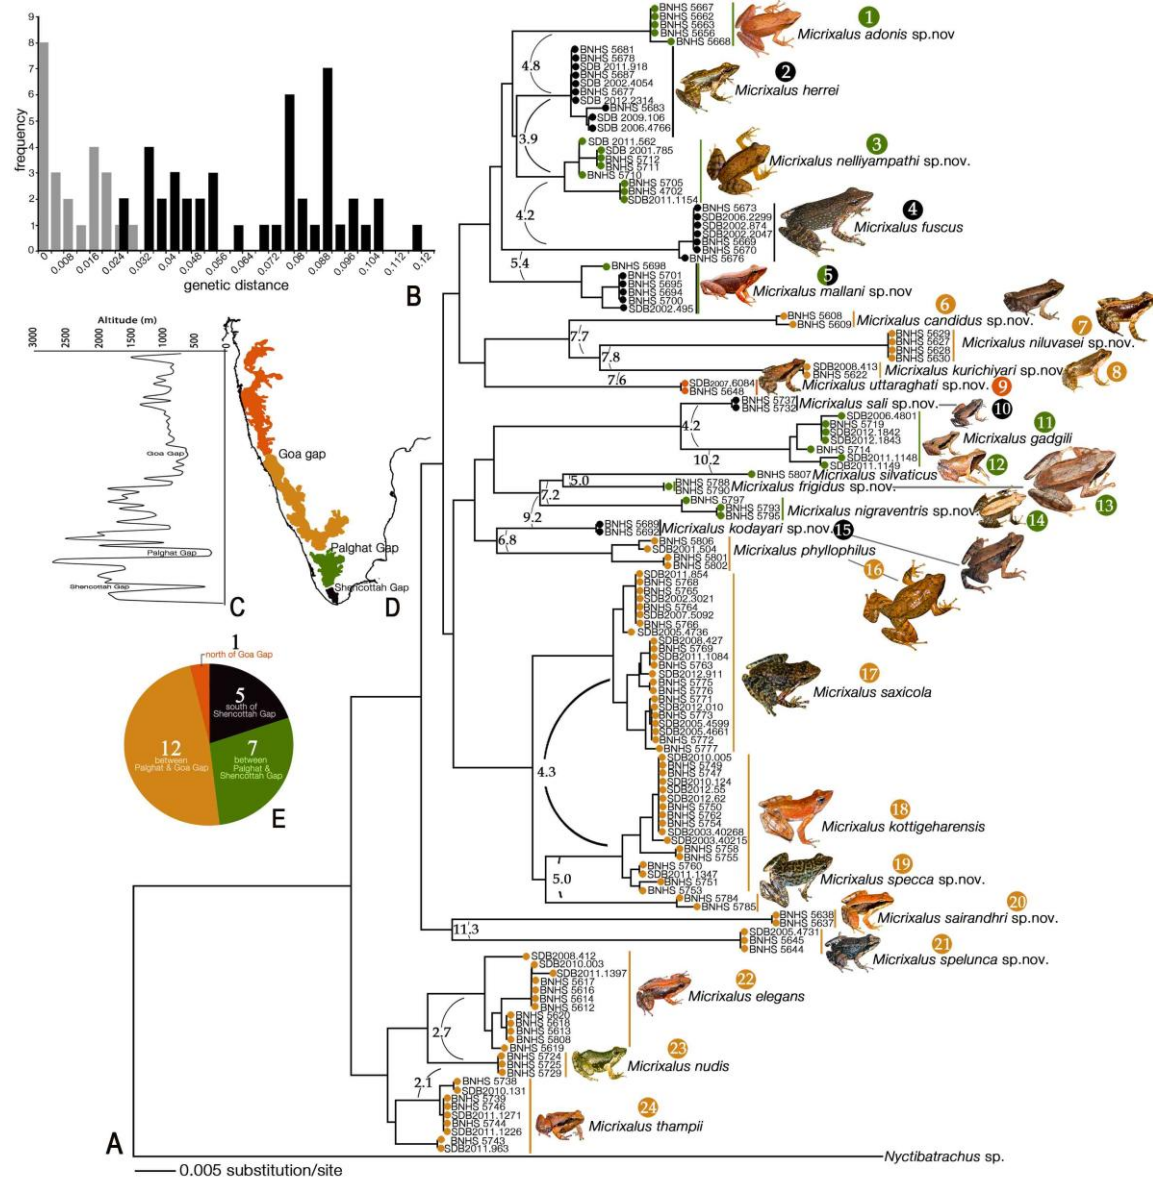 9
8
7
6
5
4
3
2
1
0
frequency
0
0.008
0.016
0.024
0.032
0.04
0.048
0.056
0.064
0.072
0.08
0.088
0.096
0.104
0.112
0.12
genetic distance
B
Altitude (m)
3000
2500
2000
1500
1000
500
0
Goa Gap
Palghat Gap
Shencottah Gap
C
Goa gap
Palghat Gap
Shencottah Gap
D
1
north of Goa Gap
5
south of
Shencottah Gap
12
between
Palghat & Goa Gap
7
between
Palghat &
Shencottah Gap
E
BNHS 5667
BNHS 5662
BNHS 5663
BNHS 5656
BNHS 5668
1
Micrixalus adonis sp.nov
4.8
BNHS 5681
BNHS 5678
SDB 2011.918
BNHS 5687
SDB 2002.4054
BNHS 5677
SDB 2012.2314
BNHS 5683
SDB 2009.106
SDB 2006.4766
2
Micrixalus herrei
3.9
SDB 2011.562
SDB 2001.785
BNHS 5712
BNHS 5711
BNHS 5710
BNHS 5705
BNHS 4702
SDB2011.1154
3
Micrixalus nelliyampathi sp.nov.
4.2
BNHS 5673
SDB2006.2299
SDB2002.874
SDB2002.2047
BNHS 5669
BNHS 5670
BNHS 5676
4
Micrixalus fuscus
5.4
BNHS 5698
BNHS 5701
BNHS 5695
BNHS 5694
BNHS 5700
SDB2002.495
5
Micrixalus mallani sp.nov
7.7
BNHS 5608
BNHS 5609
6
Micrixalus candidus sp.nov.
7
7.8
BNHS 5629
BNHS 5627
BNHS 5628
BNHS 5630
Micrixalus niluvasei sp.nov.
SDB2008.413
BNHS 5622
Micrixalus kurichiyari sp.nov
8
7.6
SDB2007.6084
BNHS 5648
Micrixalus uttaraghati sp.nov.
9
BNHS 5737
BNHS 5732
Micrixalus sali sp.nov.
10
4.2
SDB2006.4801
BNHS 5719
SDB2012.1842
SDB2012.1843
BNHS 5714
SDB2011.1148
SDB2011.1149
11
Micrixalus gadgili
10.2
BNHS 5807
Micrixalus silvaticus
12
5.0
BNHS 5788
BNHS 5790
Micrixalus frigidus sp.nov.
13
7.2
BNHS 5797
BNHS 5793
BNHS 5795
Micrixalus nigraventris sp.nov
14
9.2
BNHS 5689
BNHS 5692
Micrixalus kodayari sp.nov.
15
6.8
BNHS 5806
SDB2001.504
BNHS 5801
BNHS 5802
Micrixalus phyllophilus
16
SDB2011.854
BNHS 5768
BNHS 5765
SDB2002.3021
BNHS 5764
SDB2007.5092
BNHS 5766
SDB2005.4736
SDB2008.427
BNHS 5769
SDB2011.1084
BNHS 5763
SDB2012.911
BNHS 5775
BNHS 5776
BNHS 5771
SDB2012.010
BNHS 5773
SDB2005.4599
SDB2005.4661
BNHS 5772
BNHS 5777
17
Micrixalus saxicola
4.3
SDB2010.005
BNHS 5749
BNHS 5747
SDB2010.124
SDB2012.55
SDB2012.62
BNHS 5750
BNHS 5762
BNHS 5754
SDB2003.40268
SDB2003.40215
BNHS 5758
BNHS 5755
BNHS 5760
SDB2011.1347
BNHS 5751
BNHS 5753
18
Micrixalus kottigeharensis
5.0
BNHS 5784
BNHS 5785
19
Micrixalus specca sp.nov.
11.3
BNHS 5638
BNHS 5637
20
Micrixalus sairandhri sp.nov.
SDB2005.4731
BNHS 5645
BNHS 5644
21
Micrixalus spelunca sp.nov.
SDB2008.412
SDB2010.003
SDB2011.1397
BNHS 5617
BNHS 5616
BNHS 5614
BNHS 5612
BNHS 5620
BNHS 5618
BNHS 5613
BNHS 5808
BNHS 5619
22
Micrixalus elegans
2.7
BNHS 5724
BNHS 5725
BNHS 5729
23
Micrixalus nudis
2.1
BNHS 5738
SDB2010.131
BNHS 5739
BNHS 5746
SDB2011.1271
BNHS 5744
SDB2011.1226
BNHS 5743
SDB2011.963
24
Micrixalus thampii
A
Nyctibatrachus sp.
0.005 substitution/site